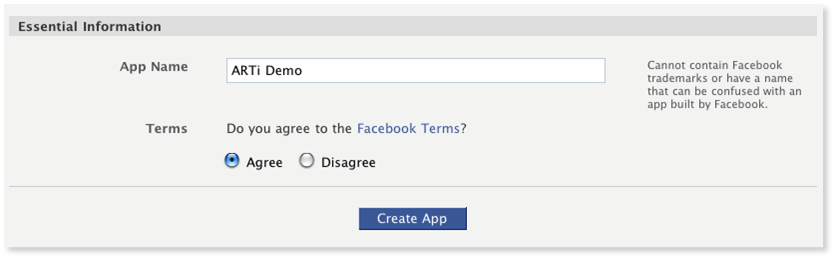 Essential Information
App Name
ARTi Demo
Cannot contain Facebook
trademarks or have a name
that can be confused with an
app built by Facebook.
Terms
Do you agree to the Facebook Terms?
Agree
Disagree
Create App